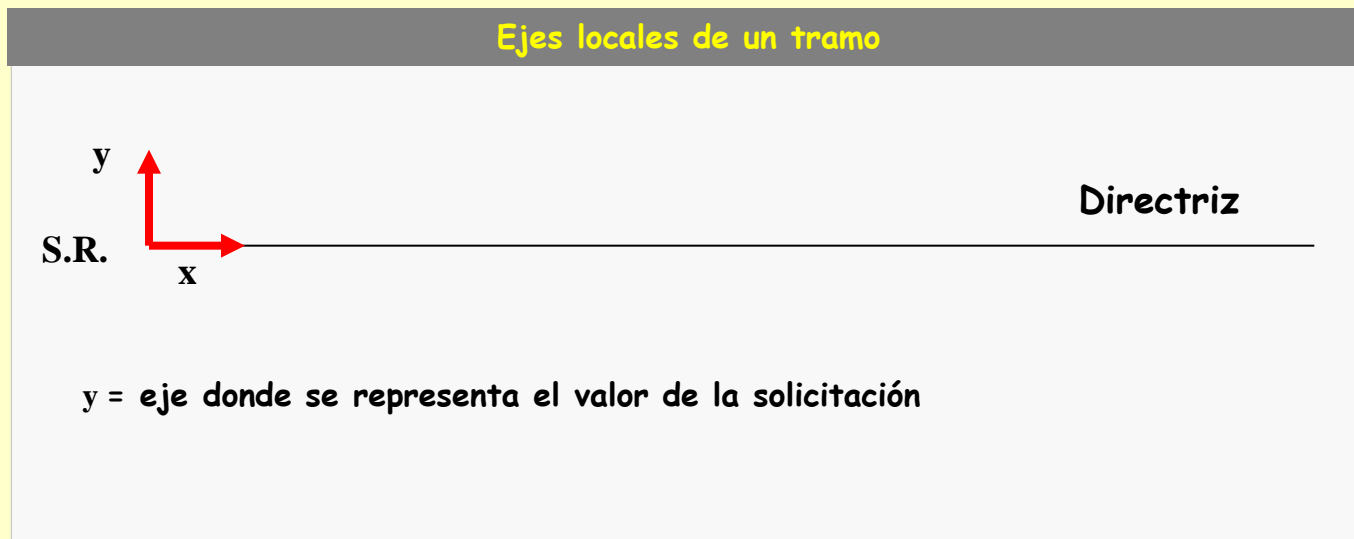 Ejes locales de un tramo
y
Directriz
S.R.
x
y = eje donde se representa el valor de la solicitación